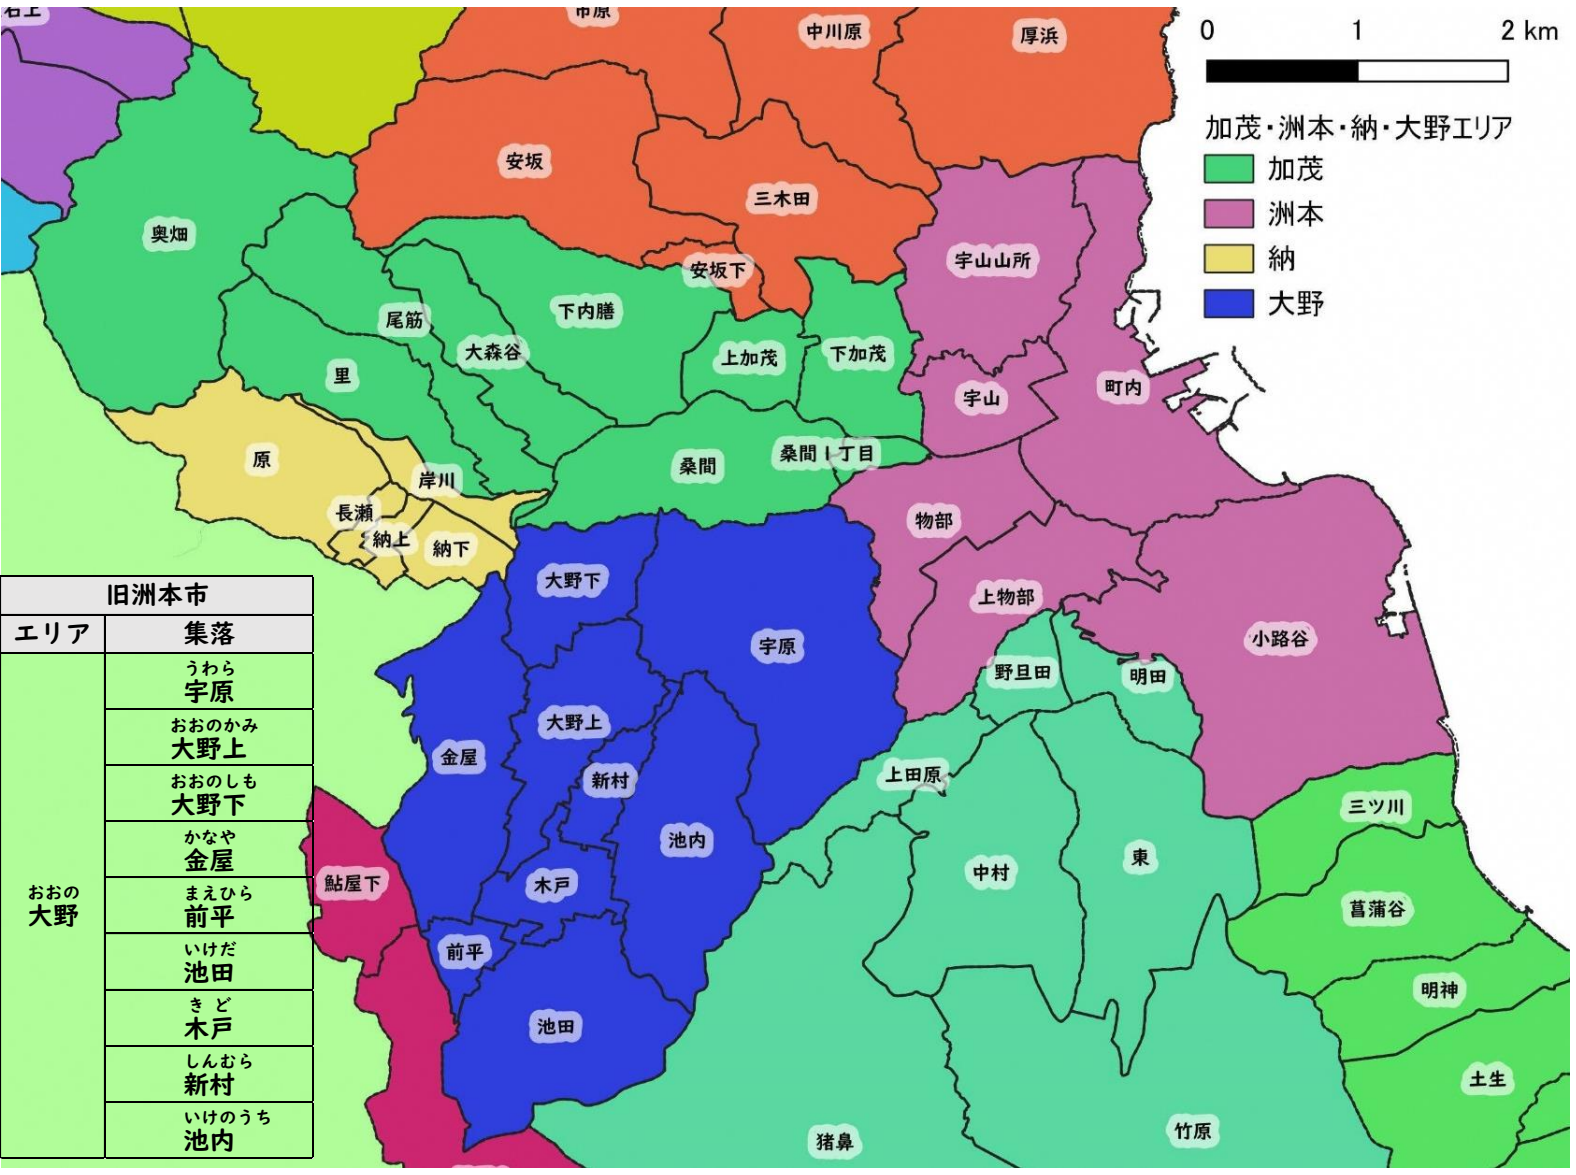 石上
市原
中川原
厚浜
0 1 2 km
加茂・洲本・納・大野エリア
加茂
洲本
納
大野
安坂
三木田
奥畑
安坂下
宇山山所
下内膳
尾筋
大森谷
上加茂
下加茂
里
宇山
町内
原
岸川
桑間
桑間1丁目
長瀬
納上
納下
物部
大野下
上物部
宇原
小路谷
野旦田
明田
大野上
金屋
新村
上田原
池内
三ツ川
中村
東
鮎屋下
木戸
菖蒲谷
前平
明神
池田
土生
猪鼻
竹原
旧洲本市
エリア 集落
おおの
大野
うわら
宇原
おおのかみ
大野上
おおのしも
大野下
かなや
金屋
まえひら
前平
いけだ
池田
きど
木戸
しんむら
新村
いけのうち
池内